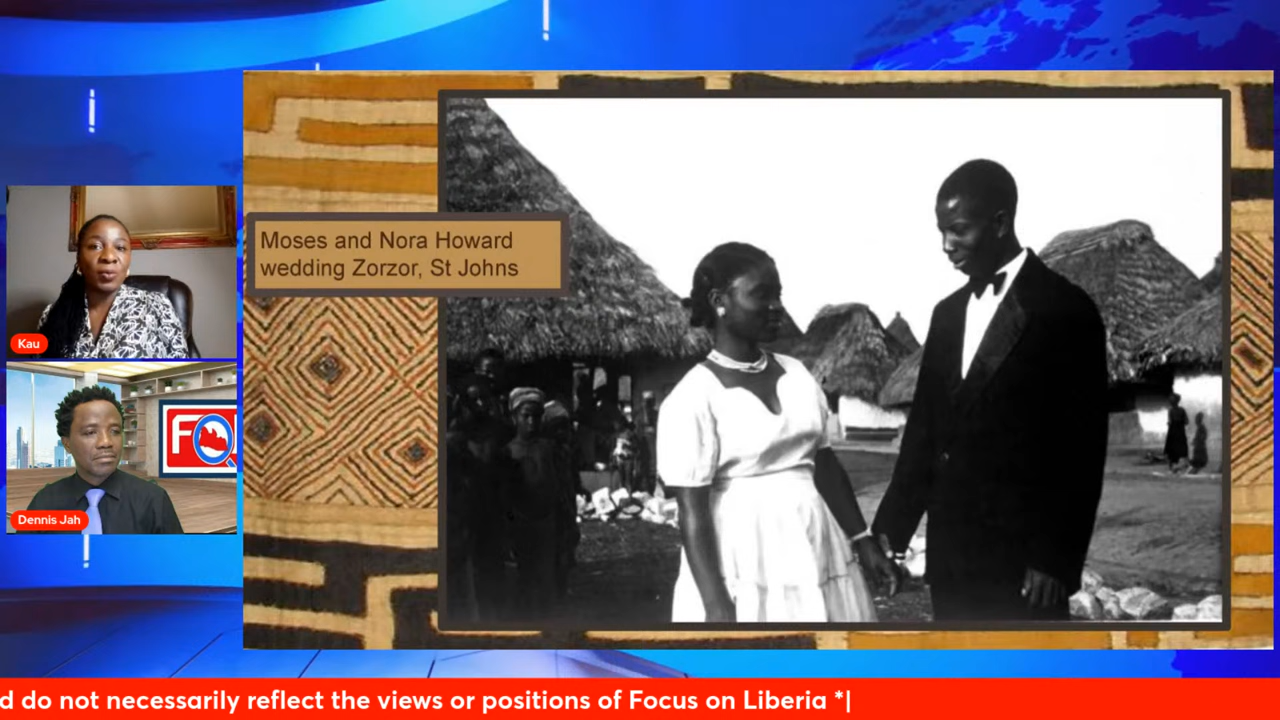 Moses and Nora Howard
wedding Zorzor, St Johns
Kau
FO
Dennis Jah
d do not necessarily reflect the views or positions of Focus on Liberia *|